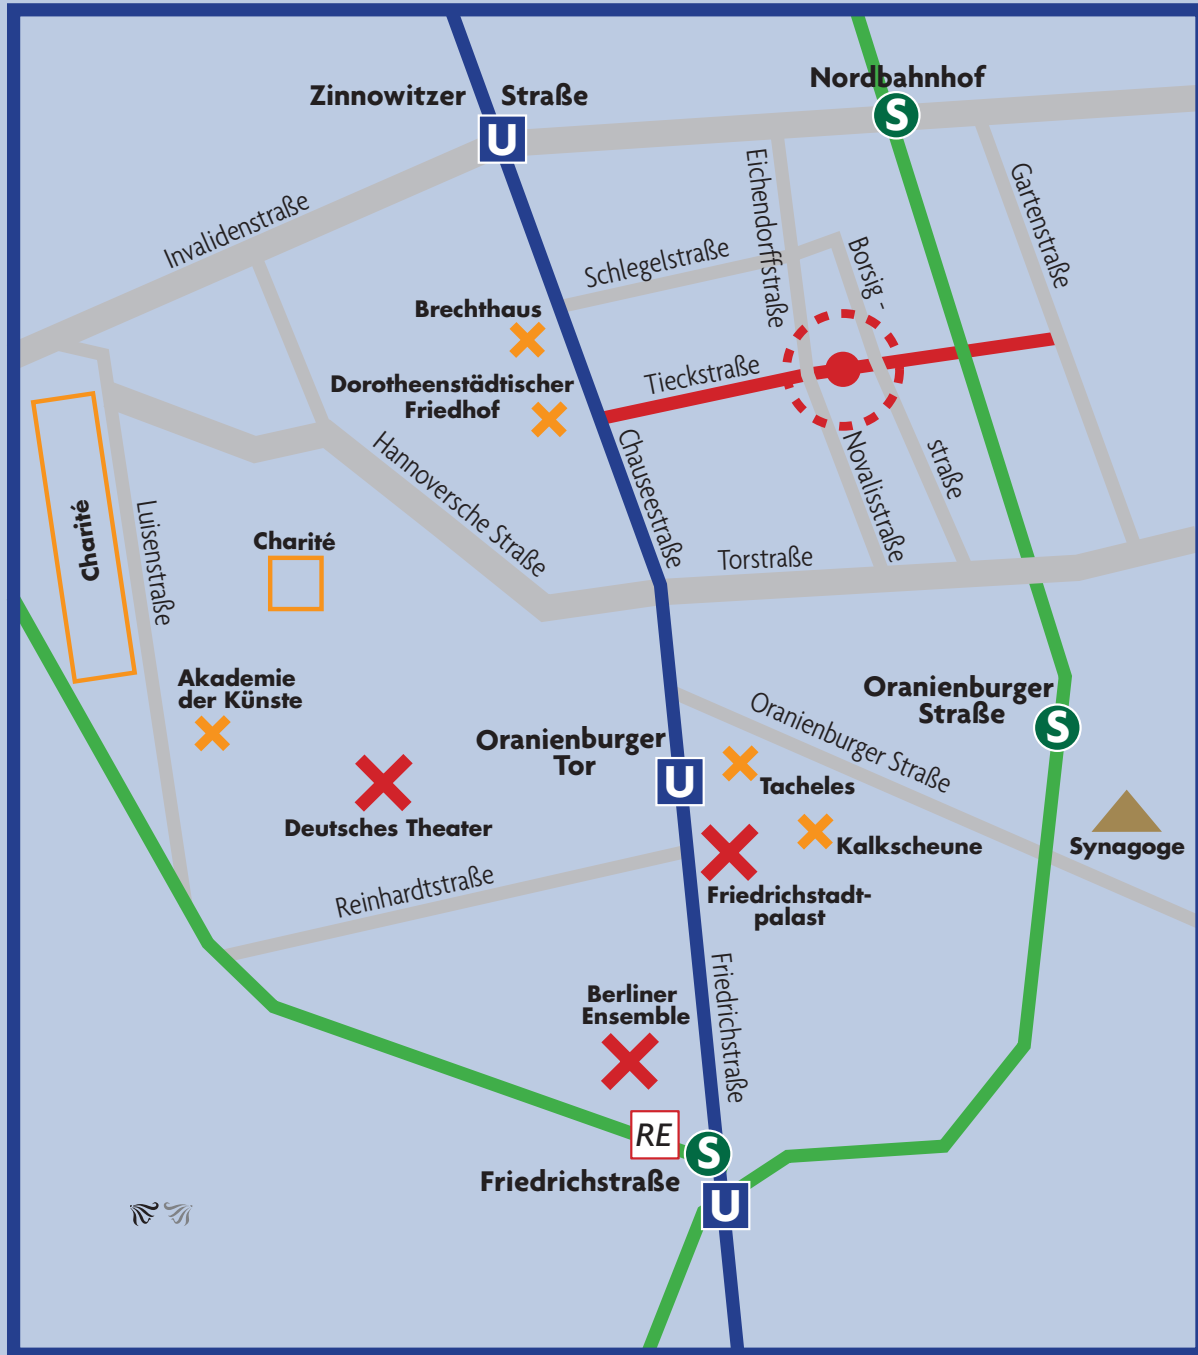 Nordbahnhof
S
Zinnowitzer Straße
U
Invalidenstraße
Eichendorffstraße
Gartenstraße
Schlegelstraße
Borsig -
straße
Brechthaus
Tieckstraße
Dorotheenstädtischer
Friedhof
Chauseestraße
Hannoversche Straße
Novalisstraße
Charité
Luisenstraße
Charité
Torstraße
Akademie
der Künste
Oranienburger
Straße
S
Oranienburger Straße
Oranienburger
Tor
U
Tacheles
Deutsches Theater
Kalkscheune
Synagoge
Reinhardtstraße
Friedrichstadt-
palast
Friedrichstraße
Berliner
Ensemble
RE
S
Friedrichstraße
U